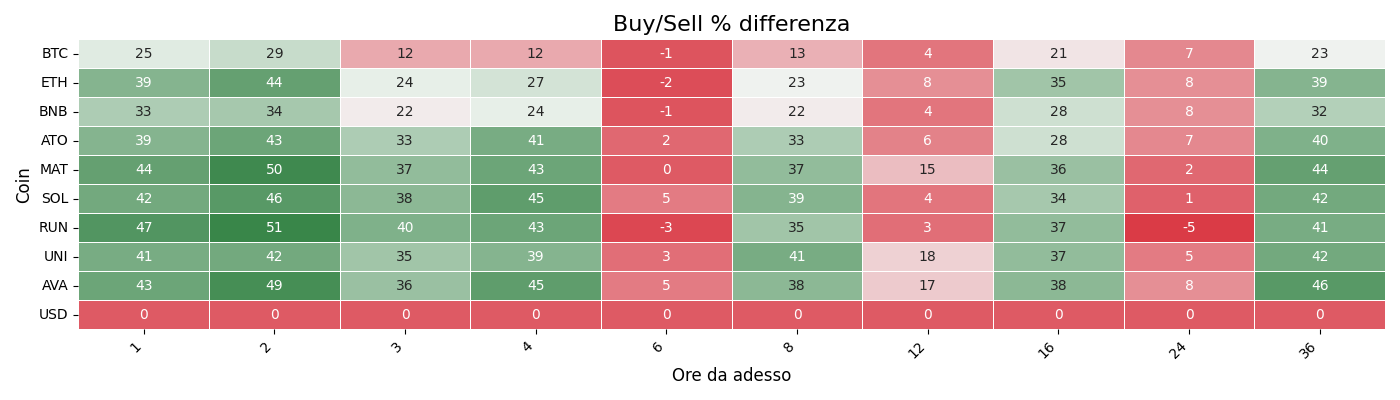 Buy/Sell % differenza
Coin
BTC 25 29 12 12 -1 13 4 21 7 23
ETH 39 44 24 27 -2 23 8 35 8 39
BNB 33 34 22 24 -1 22 4 28 8 32
ATO 39 43 33 41 2 33 6 28 7 40
MAT 44 50 37 43 0 37 15 36 2 44
SOL 42 46 38 45 5 39 4 34 1 42
RUN 47 51 40 43 -3 35 3 37 -5 41
UNI 41 42 35 39 3 41 18 37 5 42
AVA 43 49 36 45 5 38 17 38 8 46
USD 0 0 0 0 0 0 0 0 0 0
1 2 3 4 6 8 12 16 24 36
Ore da adesso